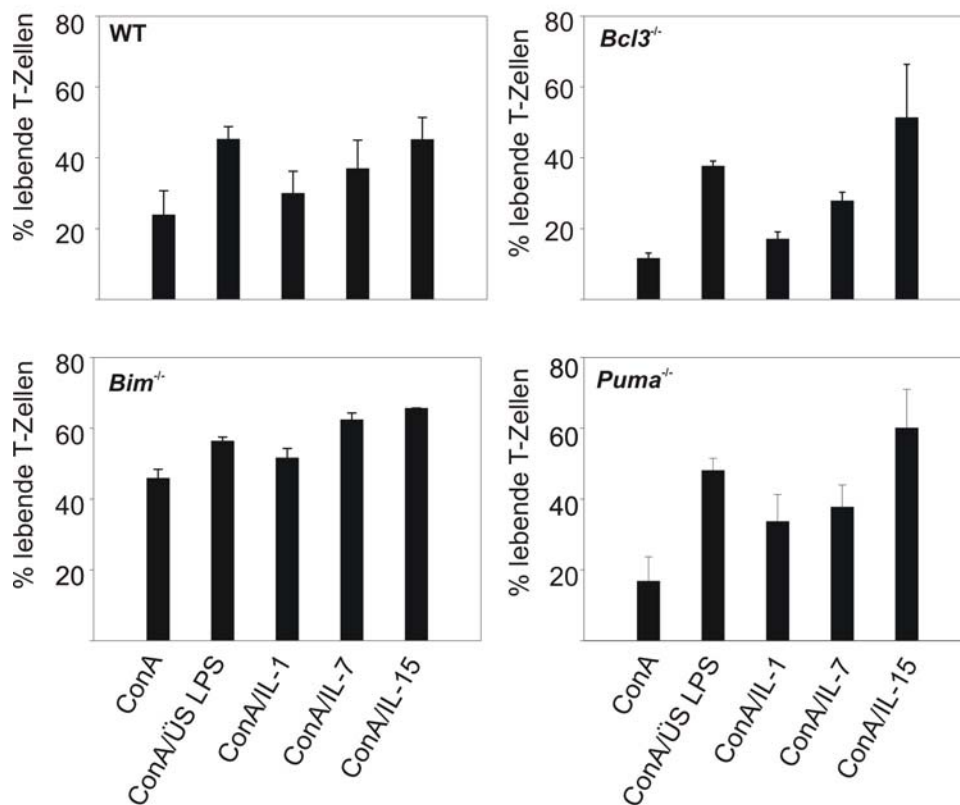 WT
% lebende T-Zellen
80
60
40
20
Bcl3-/-
% lebende T-Zellen
80
60
40
20
Bim-/-
% lebende T-Zellen
80
60
40
20
ConA
ConA/ÜS LPS
ConA/IL-1
ConA/IL-7
ConA/IL-15
Puma-/-
% lebende T-Zellen
80
60
40
20
ConA
ConA/ÜS LPS
ConA/IL-1
ConA/IL-7
ConA/IL-15